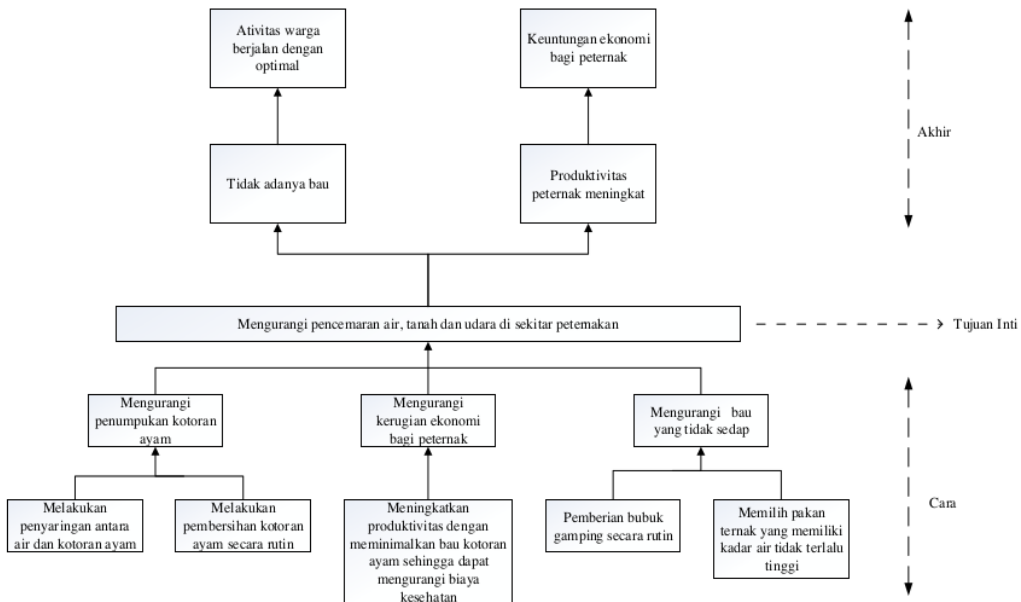 Ativitas warga
berjalan dengan
optimal
Keuntungan ekonomi
bagi peternak
Akhir
Tidak adanya bau
Produktivitas
peternak meningkat
Mengurangi pencemaran air, tanah dan udara di sekitar peternakan
Tujuan Inti
Mengurangi
penumpukan kotoran
ayam
Mengurangi
kerugian ekonomi
bagi peternak
Mengurangi bau
yang tidak sedap
Cara
Melakukan
penyaringan antara
air dan kotoran ayam
Melakukan
pembersihan kotoran
ayam secara rutin
Meningkatkan
produktivitas dengan
meminimalkan bau kotoran
ayam sehingga dapat
mengurangi biaya
kesehatan
Pemberian bubuk
gamping secara rutin
Memilih pakan
ternak yang memiliki
kadar air tidak terlalu
tinggi